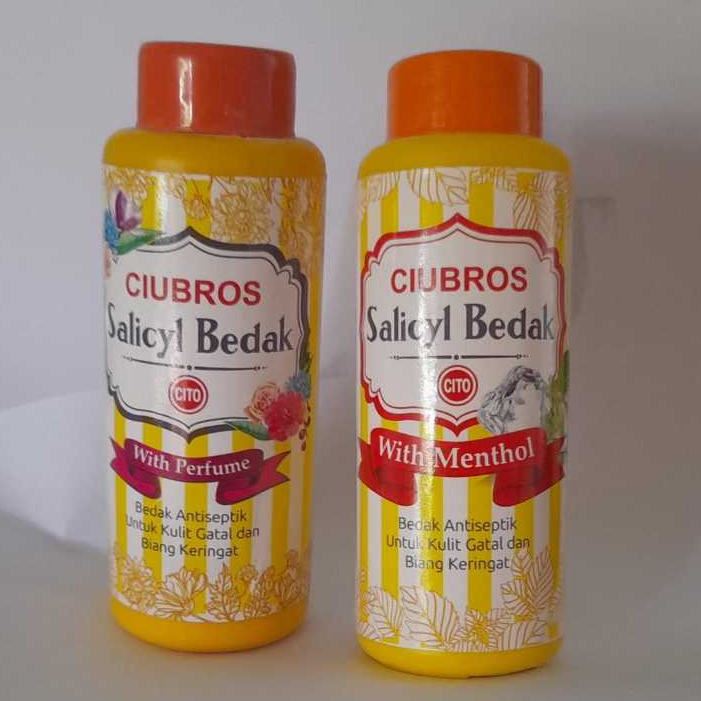 CIUBROS
Salicyl Bedak
CITO
With Perfume
Bedak Antiseptik
Untuk Kulit Gatal dan
Biang Keringat
CIUBROS
Salicyl Bedak
CITO
With Menthol
Bedak Antiseptik
Untuk Kulit Gatal dan
Biang Keringat